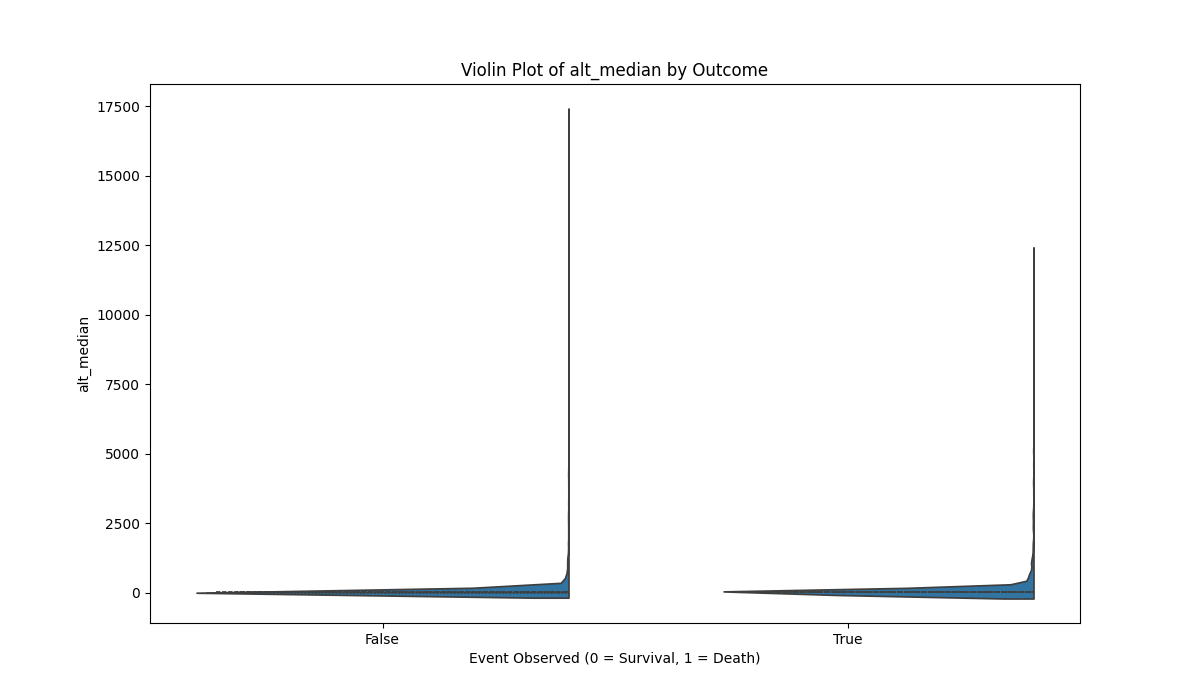 Violin Plot of alt_median by Outcome
17500
15000
12500
10000
7500
5000
2500
0
alt_median
False
True
Event Observed (0 = Survival, 1 = Death)